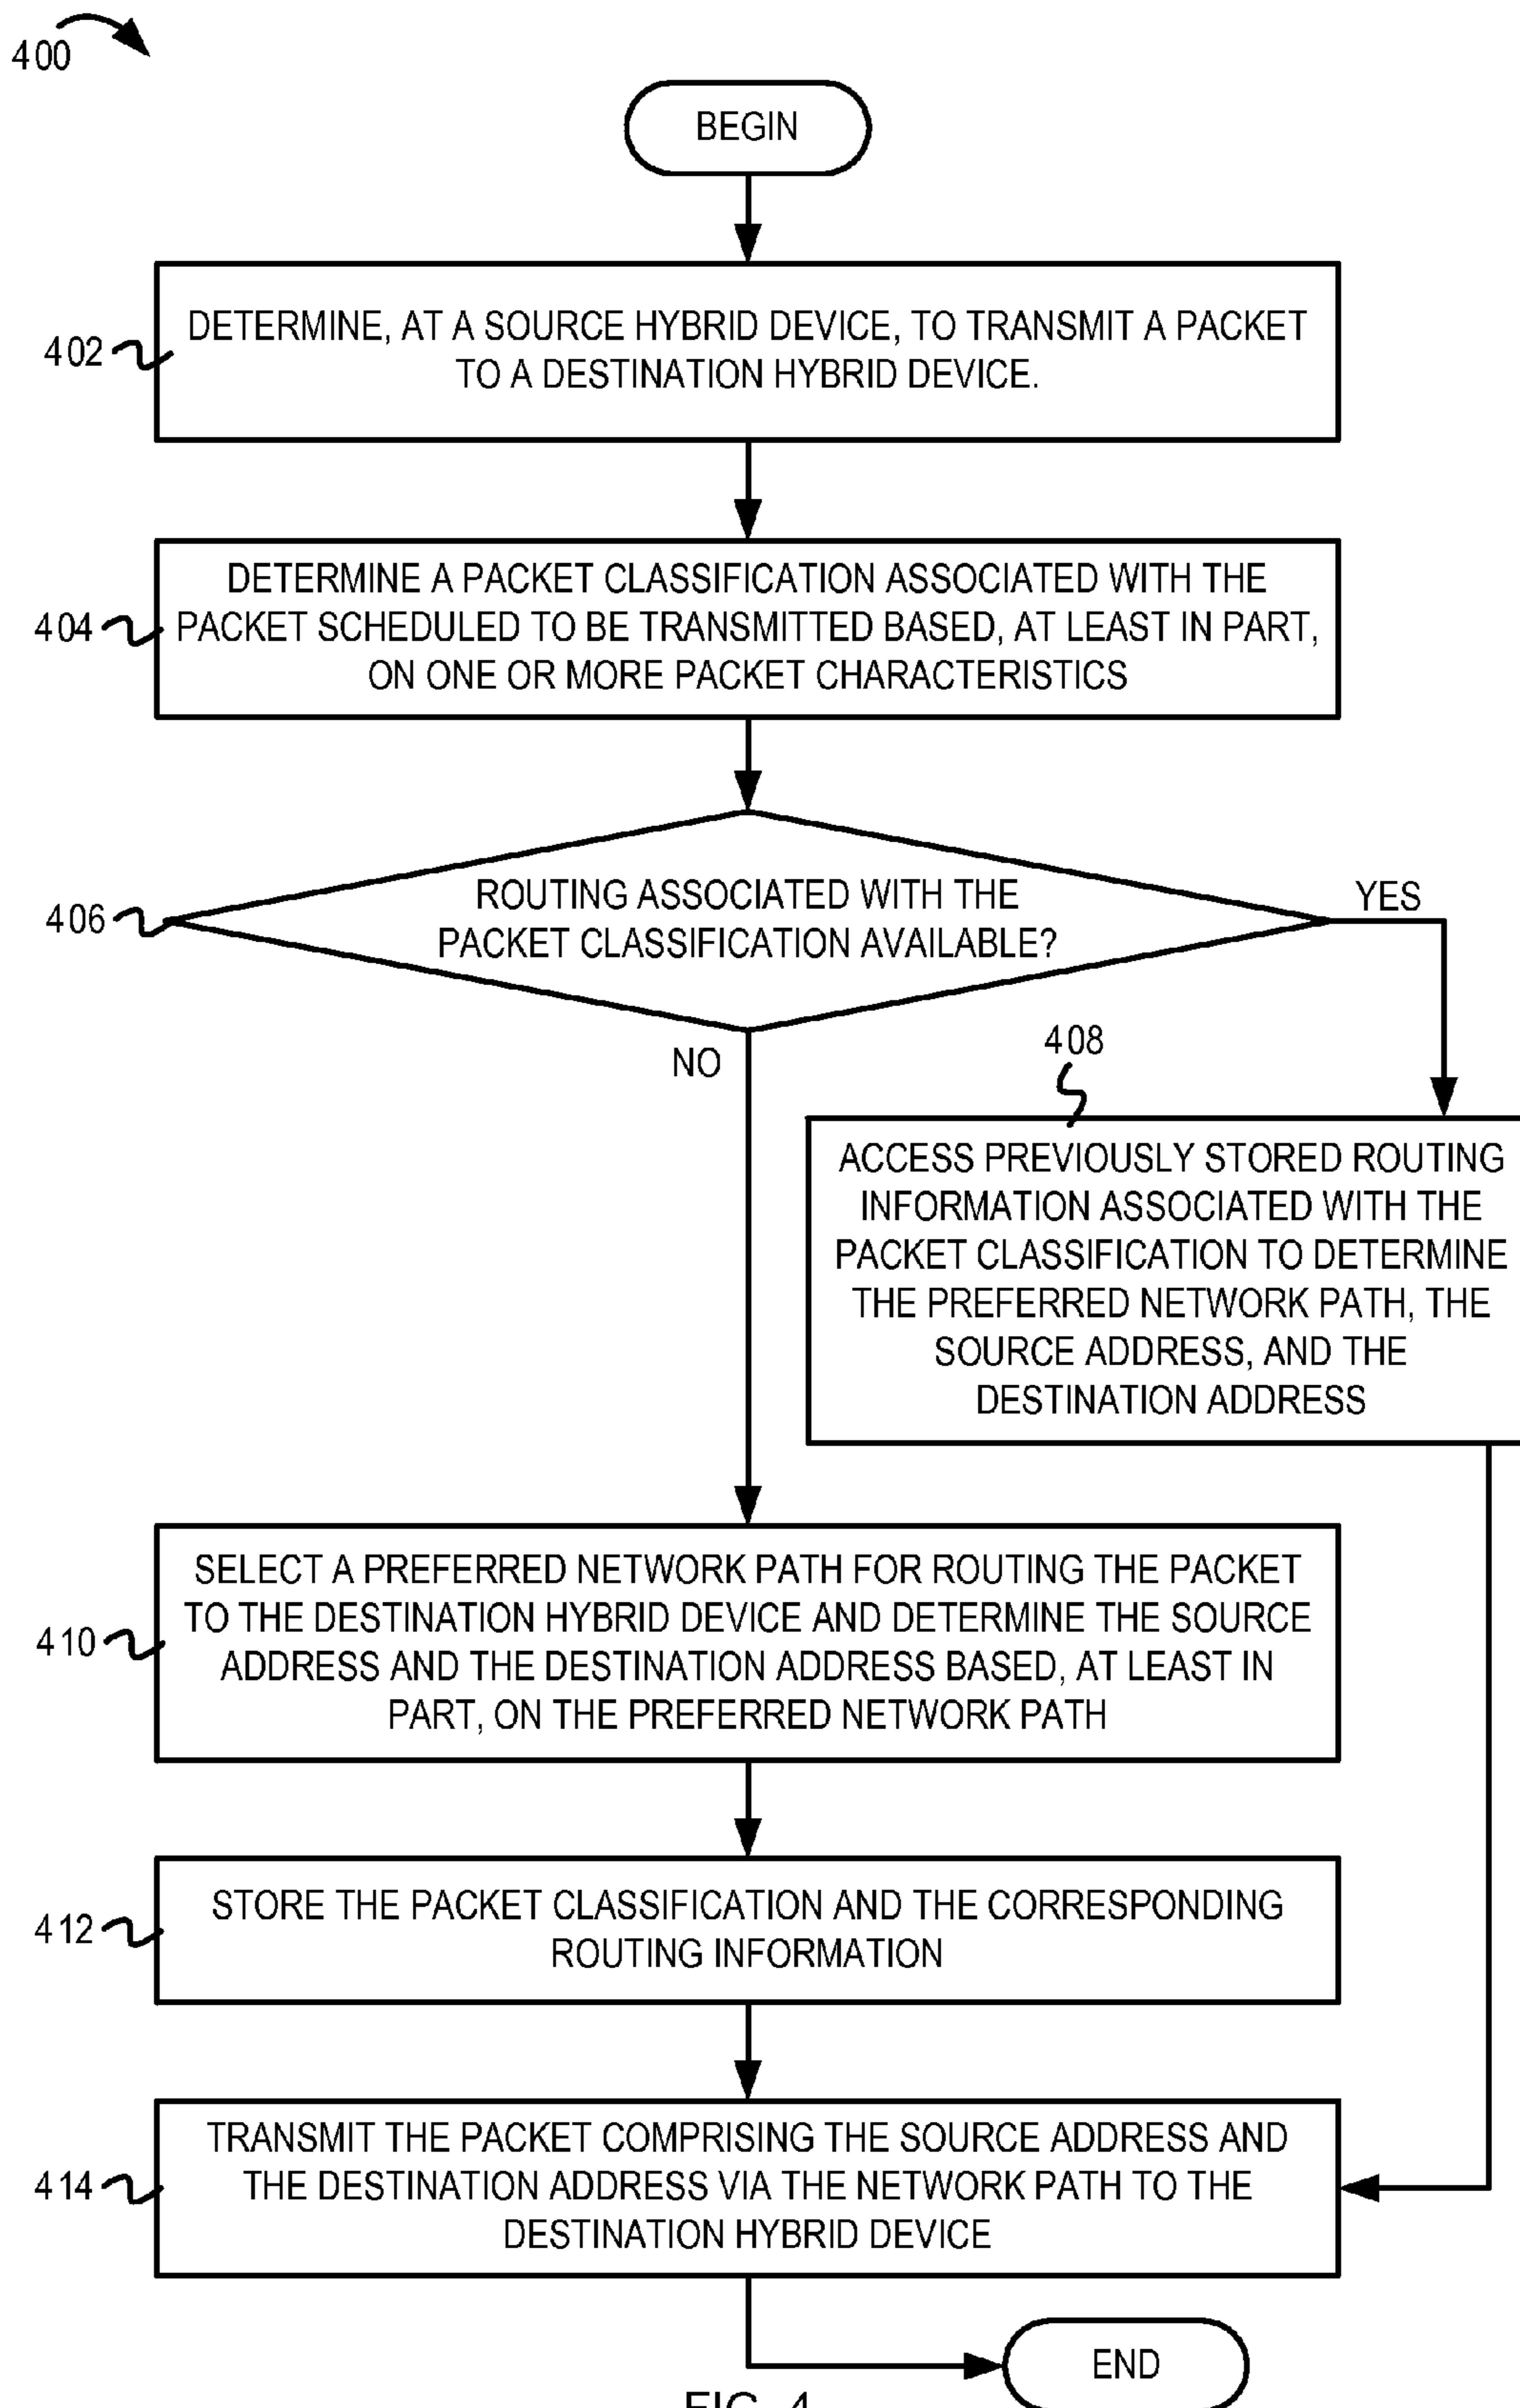 400
BEGIN
402
DETERMINE, AT A SOURCE HYBRID DEVICE, TO TRANSMIT A PACKET
TO A DESTINATION HYBRID DEVICE.
404
DETERMINE A PACKET CLASSIFICATION ASSOCIATED WITH THE
PACKET SCHEDULED TO BE TRANSMITTED BASED, AT LEAST IN PART,
ON ONE OR MORE PACKET CHARACTERISTICS
406
ROUTING ASSOCIATED WITH THE
PACKET CLASSIFICATION AVAILABLE?
YES
NO
408
ACCESS PREVIOUSLY STORED ROUTING
INFORMATION ASSOCIATED WITH THE
PACKET CLASSIFICATION TO DETERMINE
THE PREFERRED NETWORK PATH, THE
SOURCE ADDRESS, AND THE
DESTINATION ADDRESS
410
SELECT A PREFERRED NETWORK PATH FOR ROUTING THE PACKET
TO THE DESTINATION HYBRID DEVICE AND DETERMINE THE SOURCE
ADDRESS AND THE DESTINATION ADDRESS BASED, AT LEAST IN
PART, ON THE PREFERRED NETWORK PATH
412
STORE THE PACKET CLASSIFICATION AND THE CORRESPONDING
ROUTING INFORMATION
414
TRANSMIT THE PACKET COMPRISING THE SOURCE ADDRESS AND
THE DESTINATION ADDRESS VIA THE NETWORK PATH TO THE
DESTINATION HYBRID DEVICE
END
FIG. 4